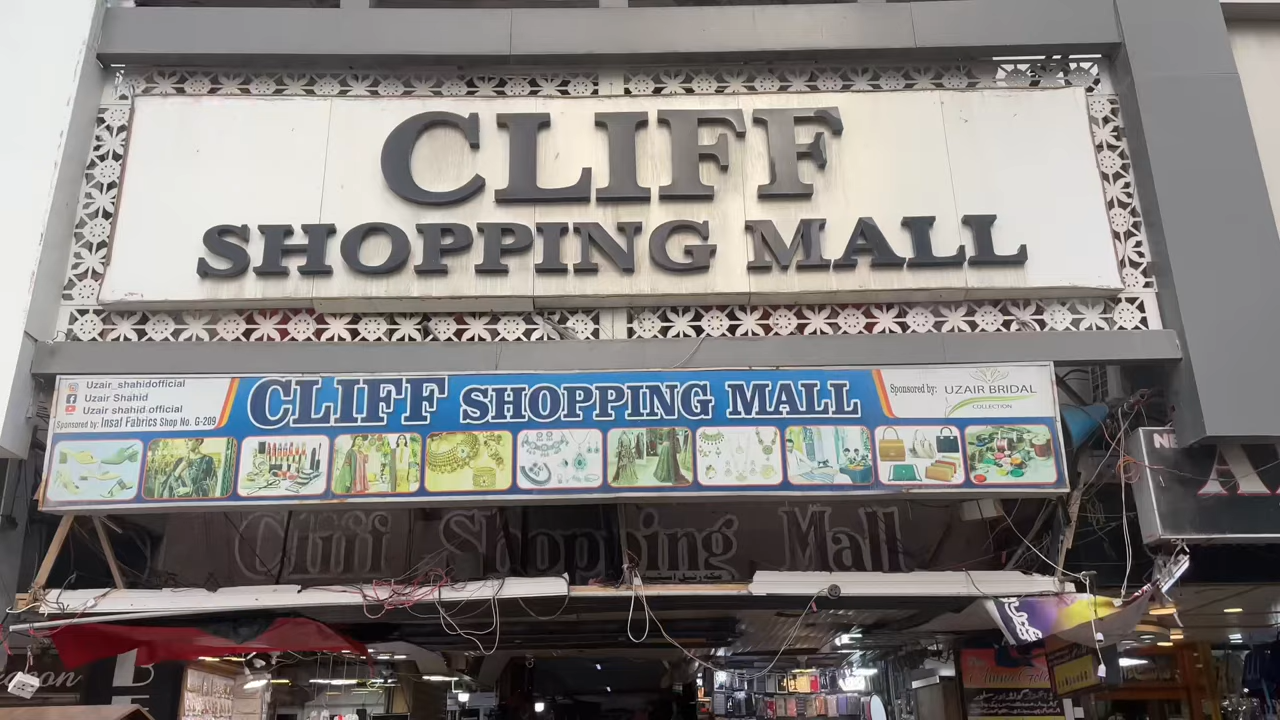 CLIFF
SHOPPING MALL
Uzair_shahidofficial
Uzair Shahid
Uzair shahid official
Sponsored by: Insaf Fabrics Shop No. G-209
CLIFF SHOPPING MALL
Sponsored by:
UZAIR BRIDAL
COLLECTION
NE
A
Cliff Shopping Mall